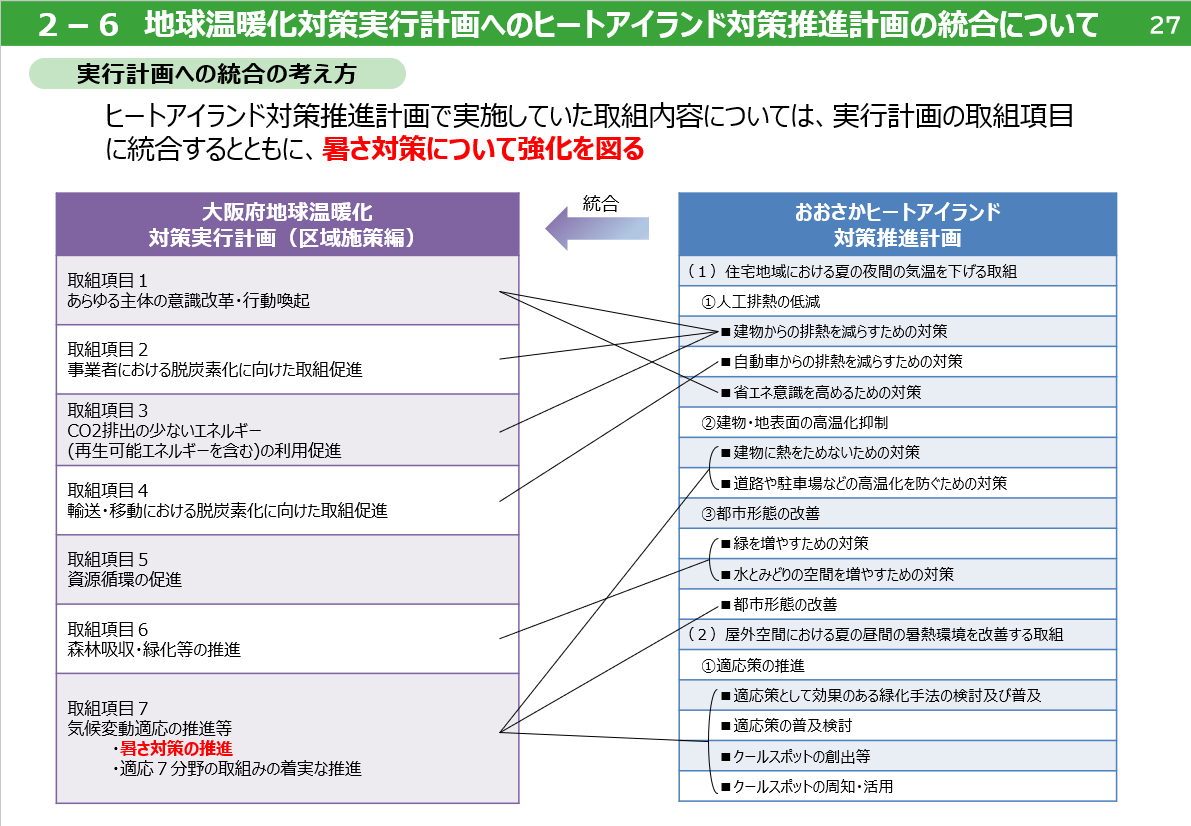 ２－６ 地球温暖化対策実行計画へのヒートアイランド対策推進計画の統合について
27
実行計画への統合の考え方
ヒートアイランド対策推進計画で実施していた取組内容については、実行計画の取組項目
に統合するとともに、暑さ対策について強化を図る
大阪府地球温暖化
対策実行計画（区域施策編）
取組項目１
あらゆる主体の意識改革・行動喚起
取組項目２
事業者における脱炭素化に向けた取組促進
取組項目３
CO2排出の少ないエネルギー
(再生可能エネルギーを含む)の利用促進
取組項目４
輸送・移動における脱炭素化に向けた取組促進
取組項目５
資源循環の促進
取組項目６
森林吸収・緑化等の推進
取組項目７
気候変動適応の推進等
・暑さ対策の推進
・適応７分野の取組みの着実な推進
統合
おおさかヒートアイランド
対策推進計画
（１）住宅地域における夏の夜間の気温を下げる取組
①人工排熱の低減
■建物からの排熱を減らすための対策
■自動車からの排熱を減らすための対策
■省エネ意識を高めるための対策
②建物・地表面の高温化抑制
■建物に熱をためないための対策
■道路や駐車場などの高温化を防ぐための対策
③都市形態の改善
■緑を増やすための対策
■水とみどりの空間を増やすための対策
■都市形態の改善
（２）屋外空間における夏の昼間の暑熱環境を改善する取組
①適応策の推進
■適応策として効果のある緑化手法の検討及び普及
■適応策の普及検討
■クールスポットの創出等
■クールスポットの周知・活用